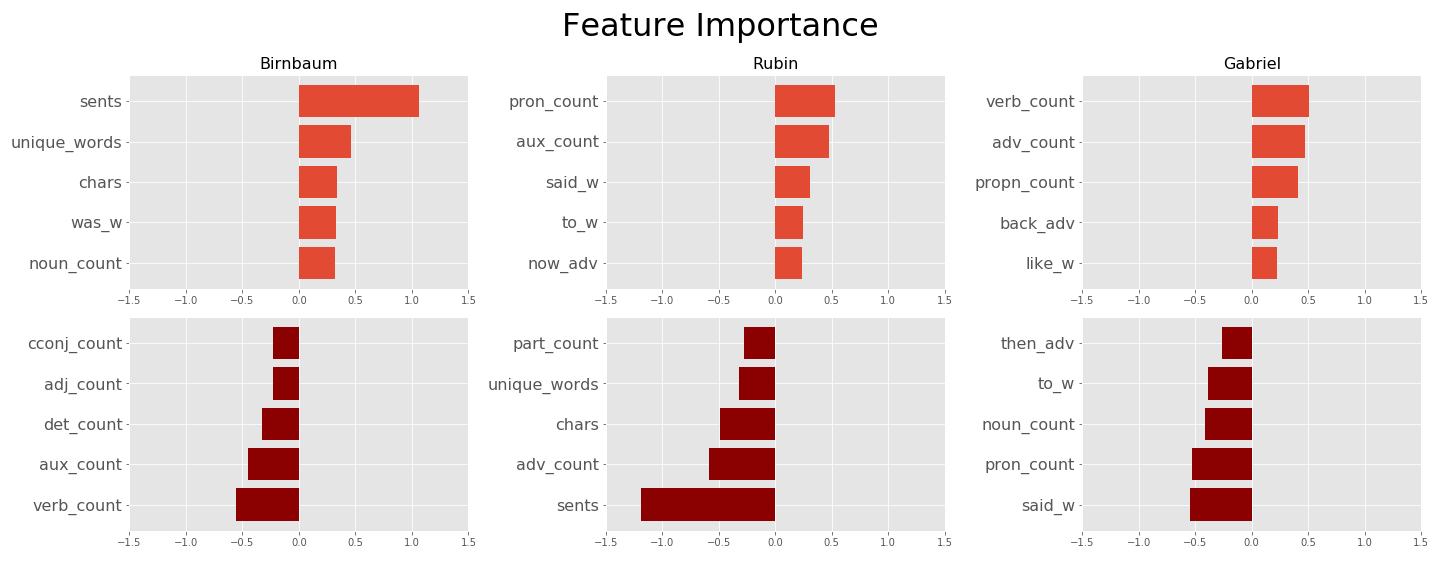 Feature Importance
Birnbaum
sents
unique_words
chars
was_w
noun_count
−1.5 −1.0 −0.5 0.0 0.5 1.0 1.5
Rubin
pron_count
aux_count
said_w
to_w
now_adv
−1.5 −1.0 −0.5 0.0 0.5 1.0 1.5
Gabriel
verb_count
adv_count
propn_count
back_adv
like_w
−1.5 −1.0 −0.5 0.0 0.5 1.0 1.5
cconj_count
adj_count
det_count
aux_count
verb_count
−1.5 −1.0 −0.5 0.0 0.5 1.0 1.5
part_count
unique_words
chars
adv_count
sents
−1.5 −1.0 −0.5 0.0 0.5 1.0 1.5
then_adv
to_w
noun_count
pron_count
said_w
−1.5 −1.0 −0.5 0.0 0.5 1.0 1.5